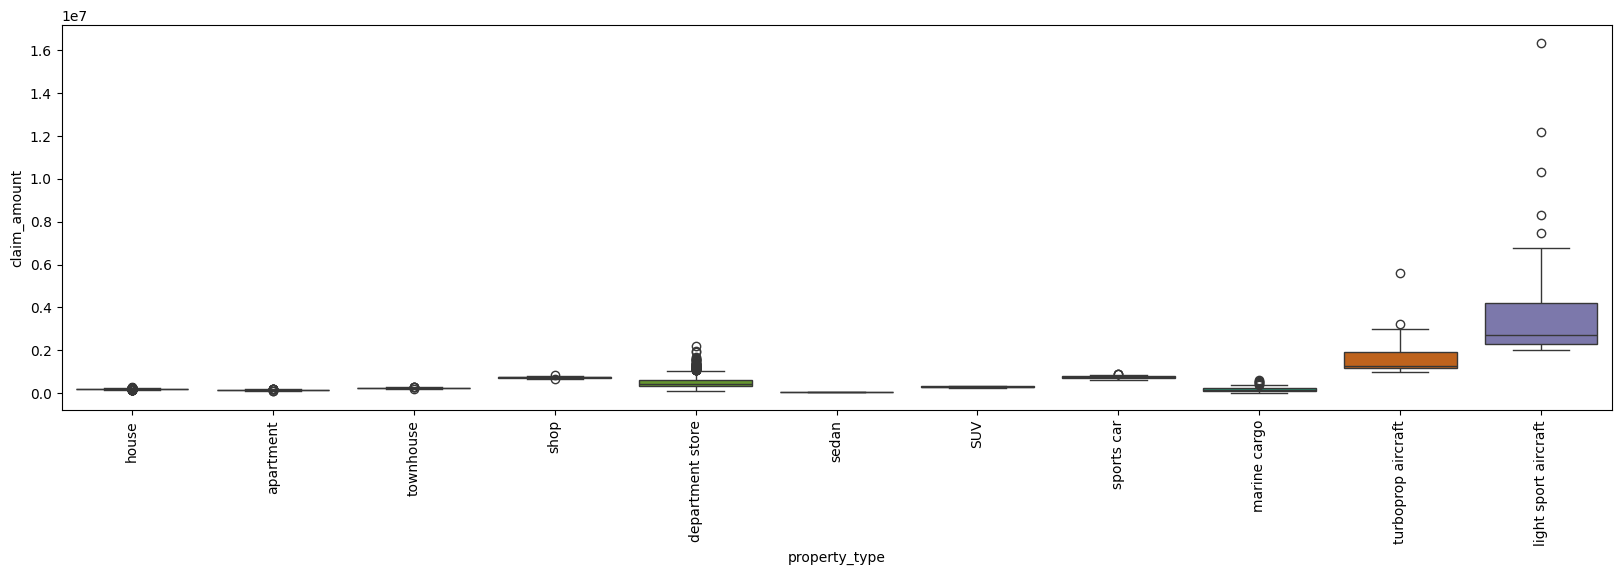 1e7
1.6
1.4
1.2
1.0
0.8
0.6
0.4
0.2
0.0
claim_amount
house
apartment
townhouse
shop
department store
sedan
SUV
sports car
marine cargo
turboprop aircraft
light sport aircraft
property_type